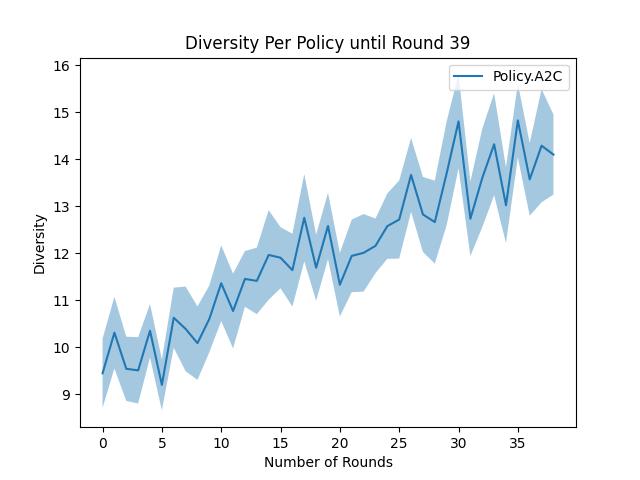 Diversity Per Policy until Round 39
Policy.A2C
16
15
14
13
12
11
10
9
Diversity
0 5 10 15 20 25 30 35
Number of Rounds